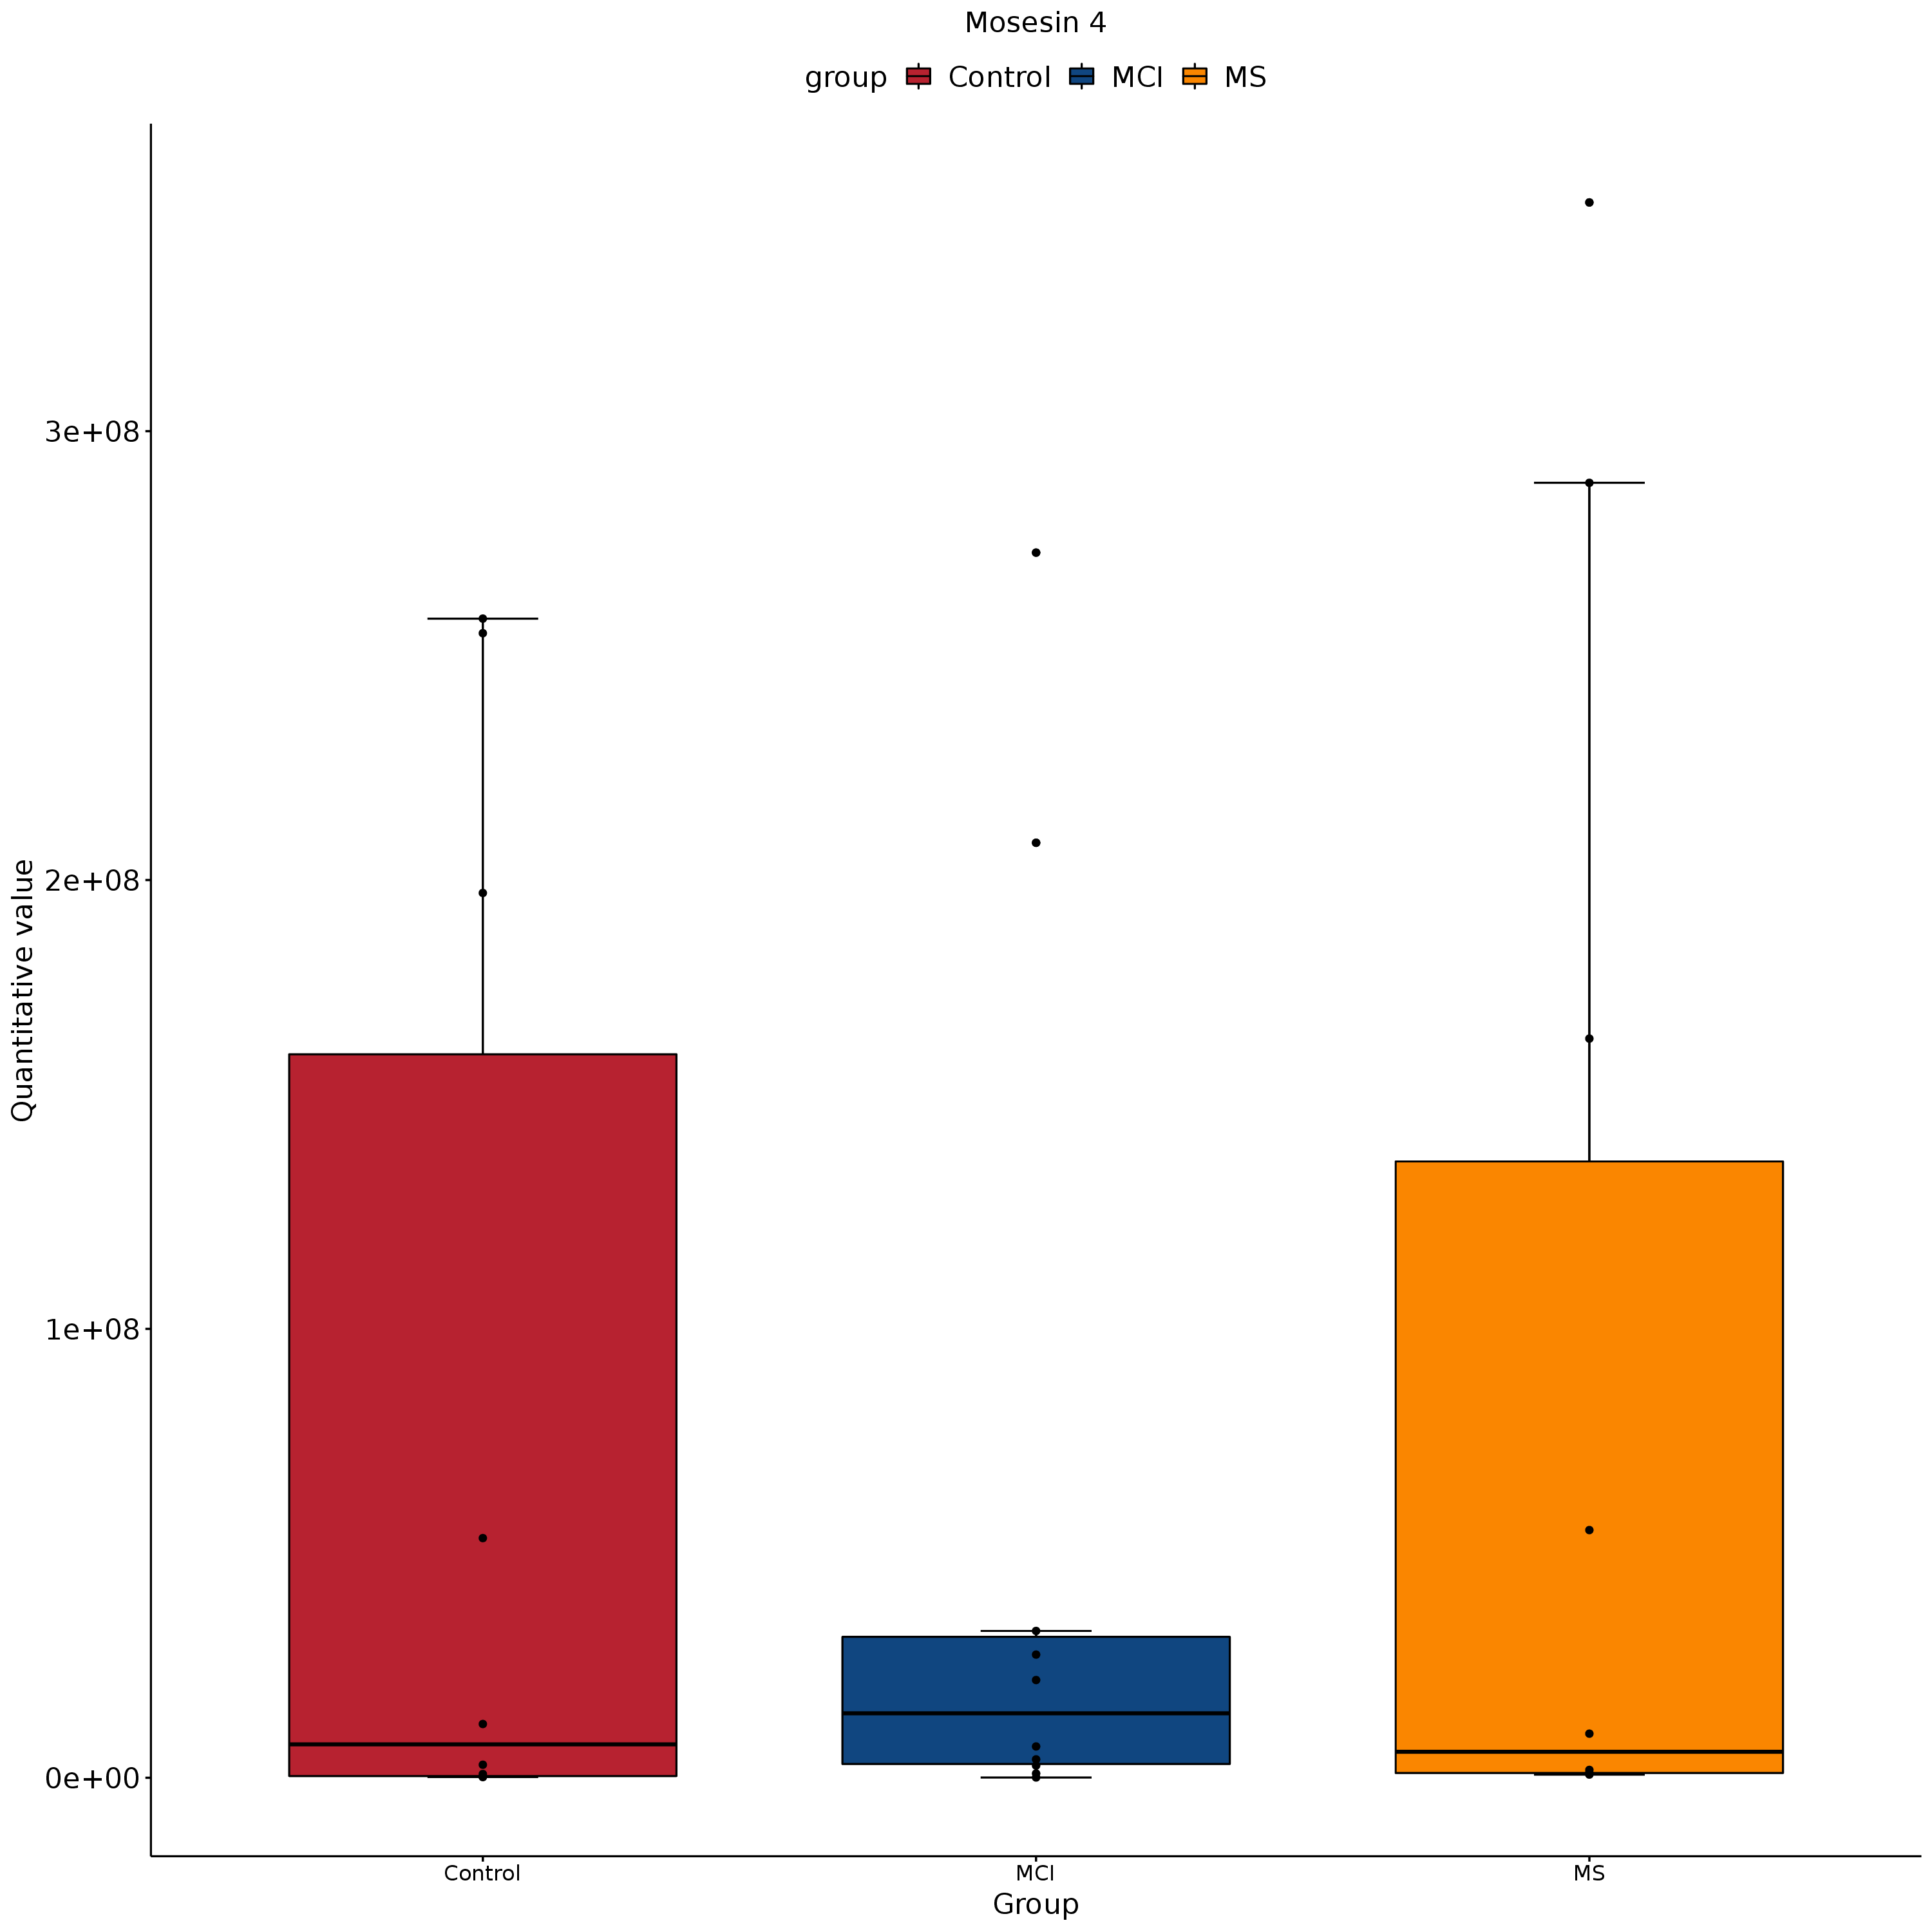 Mosesin 4
group Control MCI MS
Quantitative value
3e+08
2e+08
1e+08
0e+00
Control MCI MS
Group